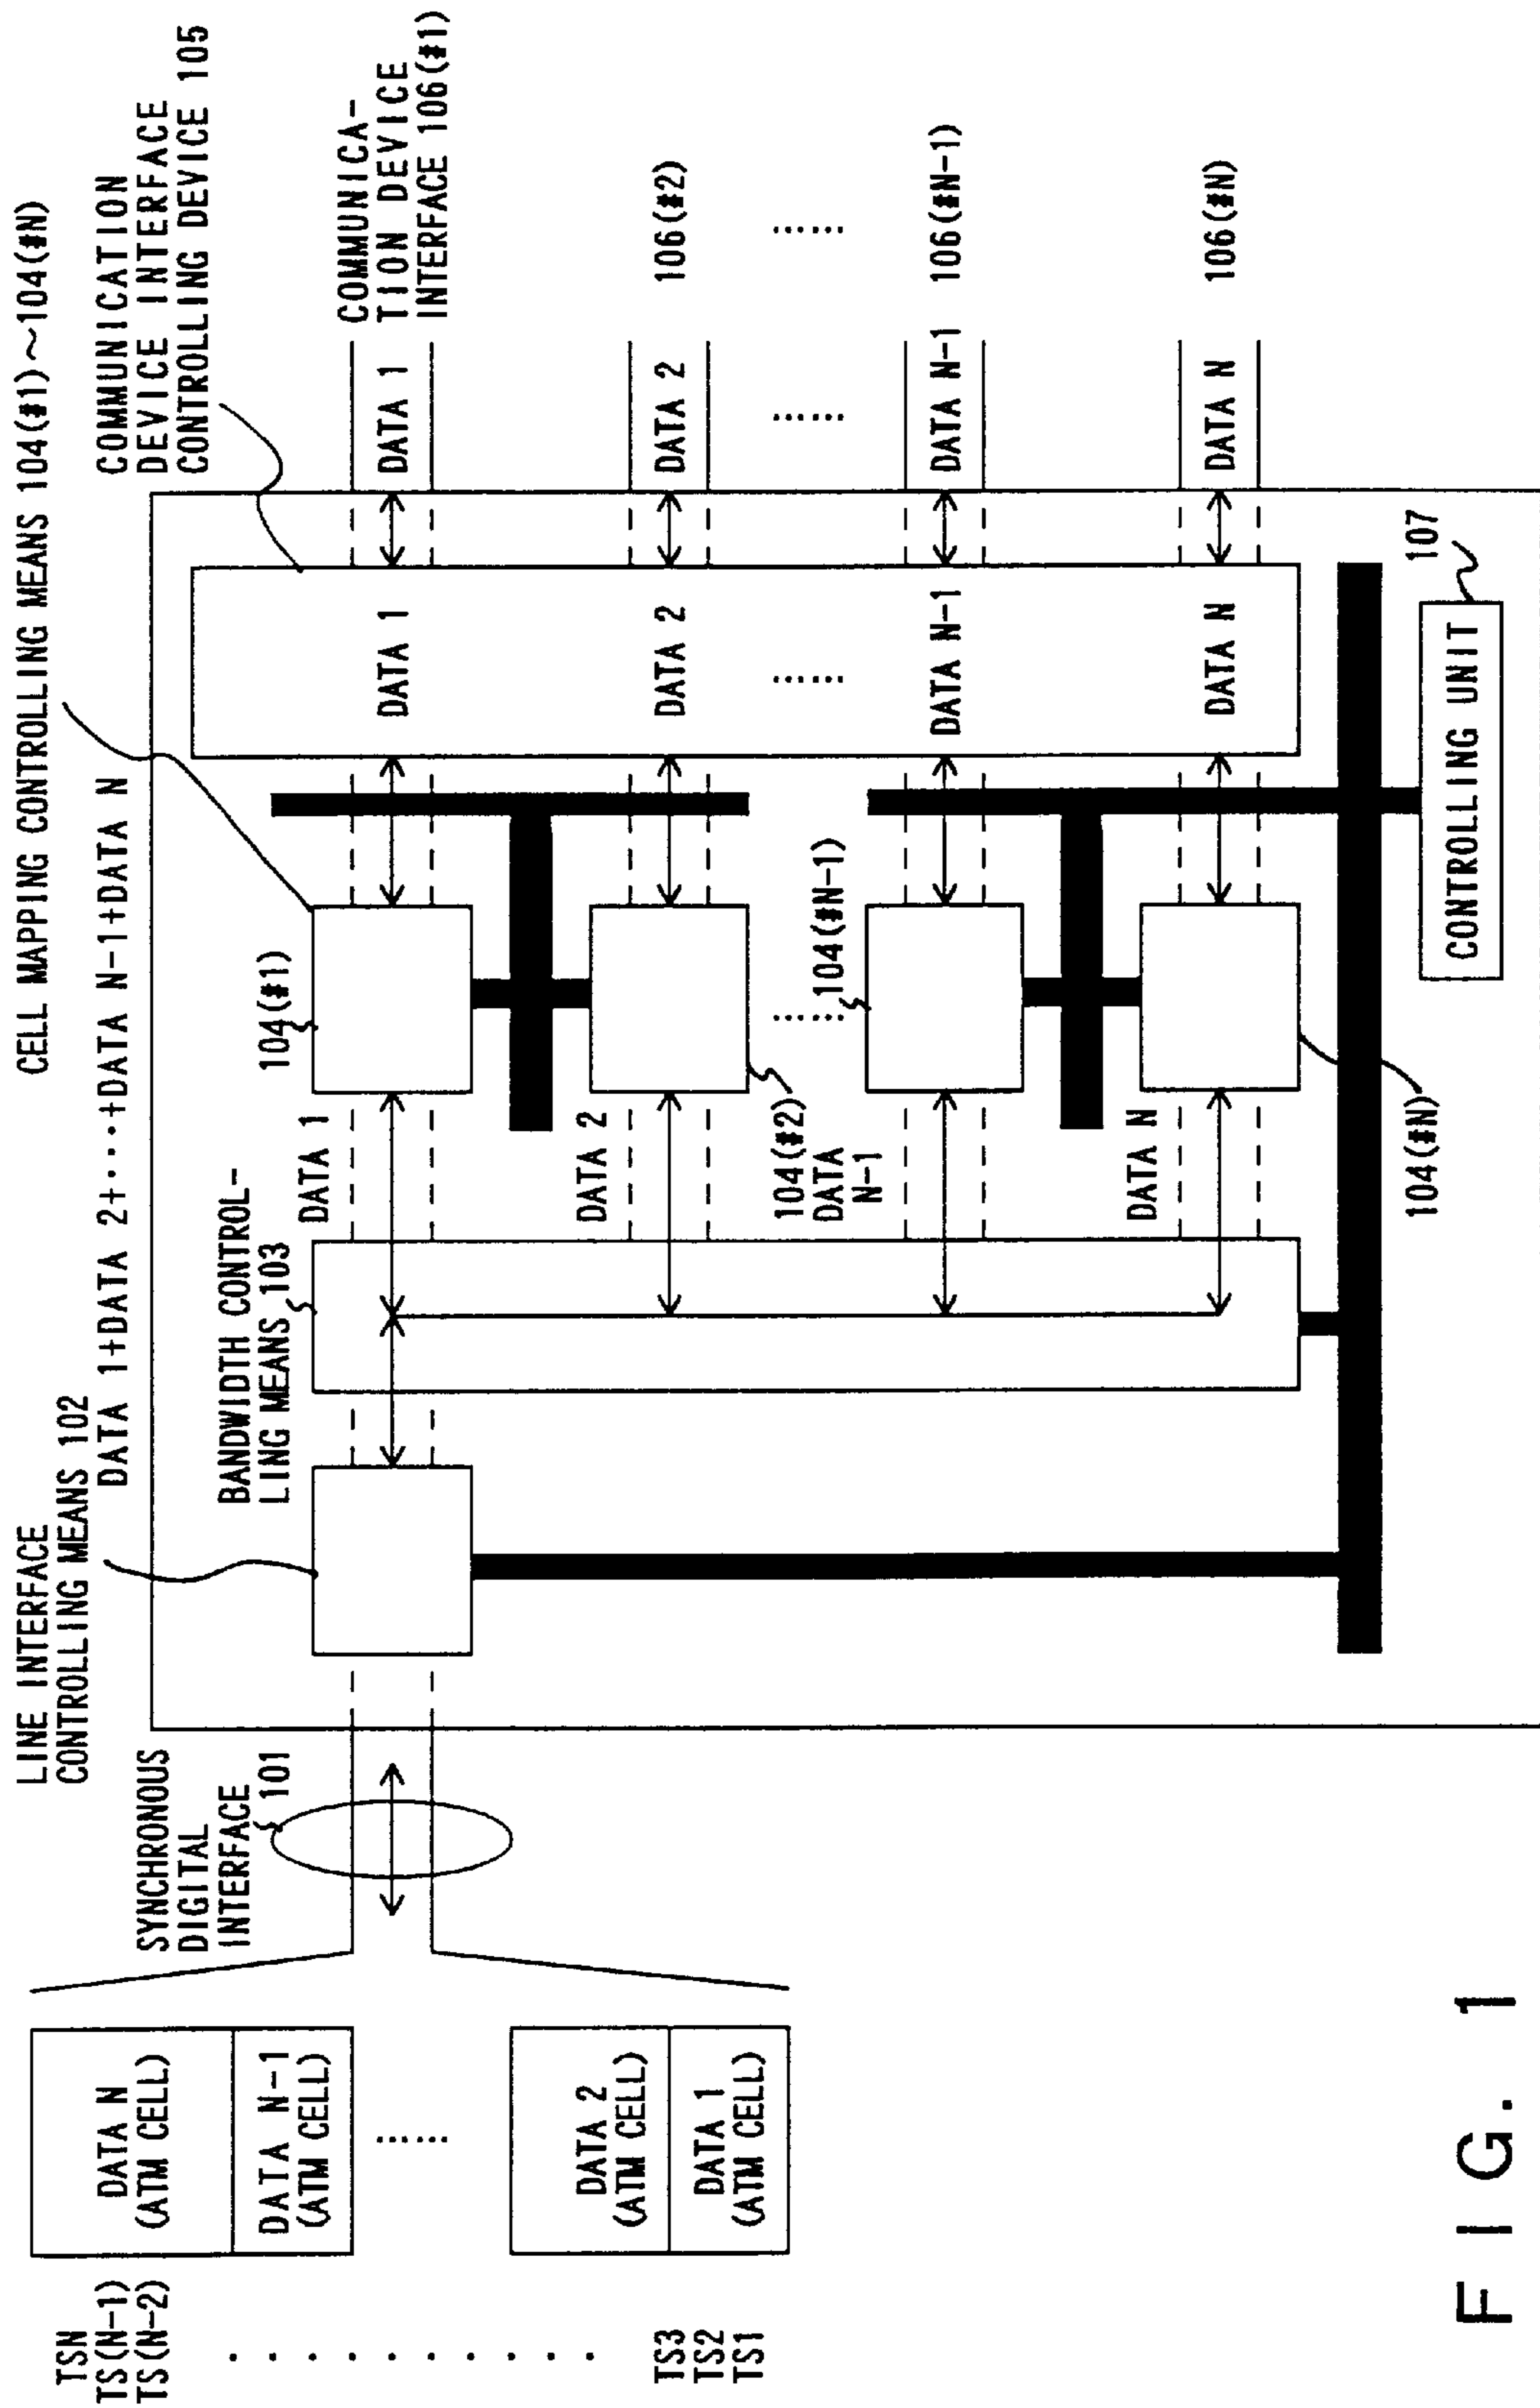 TSN
TS(N-1)
TS(N-2)
TS3
TS2
TS1
DATA N
(ATM CELL)
DATA N-1
(ATM CELL)
......
DATA 2
(ATM CELL)
DATA 1
(ATM CELL)
SYNCHRONOUS
DIGITAL
INTERFACE
101
LINE INTERFACE
CONTROLLING MEANS 102
DATA 1+DATA 2+···+DATA N-1+DATA N
BANDWIDTH CONTROL-
LING MEANS 103
CELL MAPPING CONTROLLING MEANS 104(#1)~104(#N)
DATA 1
104(#1)
DATA 2
104(#2)
......
DATA
N-1
104(#N-1)
DATA N
104(#N)
COMMUNICATION
DEVICE INTERFACE
CONTROLLING DEVICE 105
DATA 1
DATA 2
......
DATA N-1
DATA N
COMMUNICA-
TION DEVICE
INTERFACE 106(#1)
DATA 1
DATA 2 106(#2)
...... ......
DATA N-1 106(#N-1)
DATA N 106(#N)
CONTROLLING UNIT
107
FIG. 1